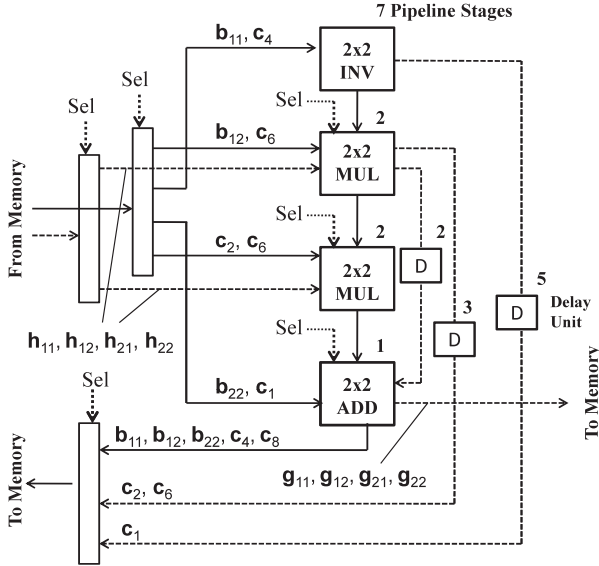 7 Pipeline Stages
b11, c4
2x2
INV
Sel
Sel
Sel
2
b12, c6
2x2
MUL
From Memory
Sel
2
2
c2, c6
2x2
MUL
D
5
D
Delay
Unit
h11, h12, h21, h22
Sel
1
3
D
Sel
b22, c1
2x2
ADD
To Memory
b11, b12, b22, c4, c8
g11, g12, g21, g22
To Memory
c2, c6
c1